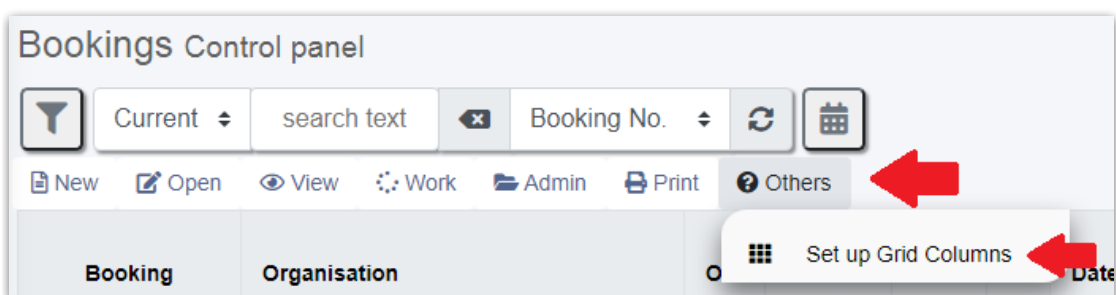 Bookings Control panel
Current search text Booking No.
New Open View Work Admin Print Others
Set up Grid Columns
Booking Organisation O Date